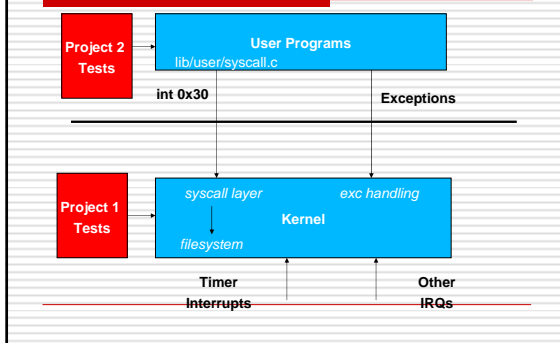 Project 2
Tests
User Programs
lib/user/syscall.c
int 0x30
Exceptions
Project 1
Tests
syscall layer
exc handling
Kernel
filesystem
Timer
Interrupts
Other
IRQs